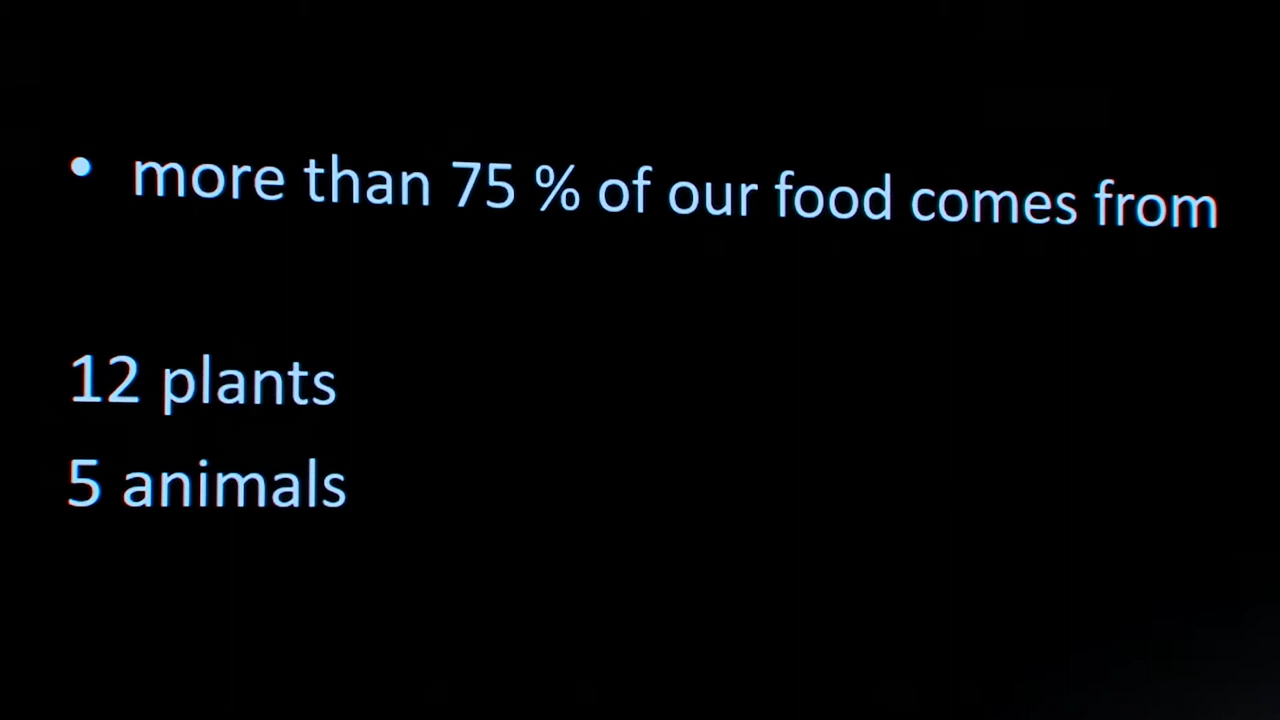 • more than 75 % of our food comes from
12 plants
5 animals